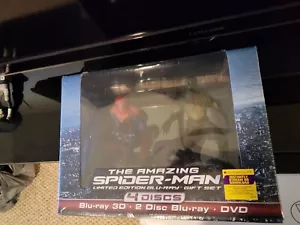 THE AMAZING
SPIDER-MAN
LIMITED EDITION BLU-RAY GIFT SET
4 DISCS
Blu-ray 3D + 2 Disc Blu-ray + DVD